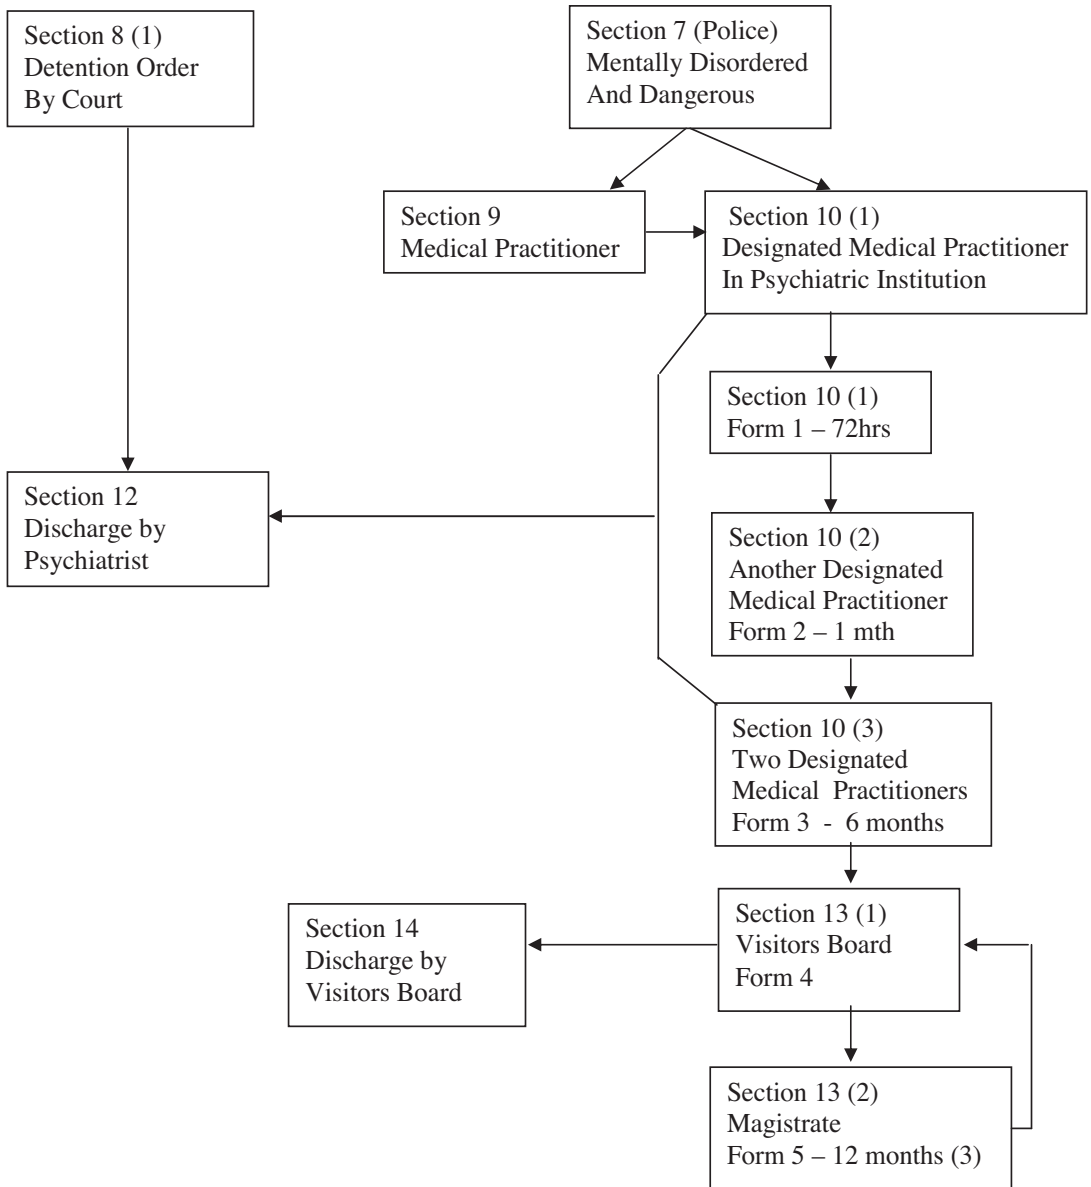 Section 8 (1)
Detention Order
By Court
Section 7 (Police)
Mentally Disordered
And Dangerous
Section 9
Medical Practitioner
Section 10 (1)
Designated Medical Practitioner
In Psychiatric Institution
Section 10 (1)
Form 1 – 72hrs
Section 12
Discharge by
Psychiatrist
Section 10 (2)
Another Designated
Medical Practitioner
Form 2 – 1 mth
Section 10 (3)
Two Designated
Medical Practitioners
Form 3 - 6 months
Section 14
Discharge by
Visitors Board
Section 13 (1)
Visitors Board
Form 4
Section 13 (2)
Magistrate
Form 5 – 12 months (3)